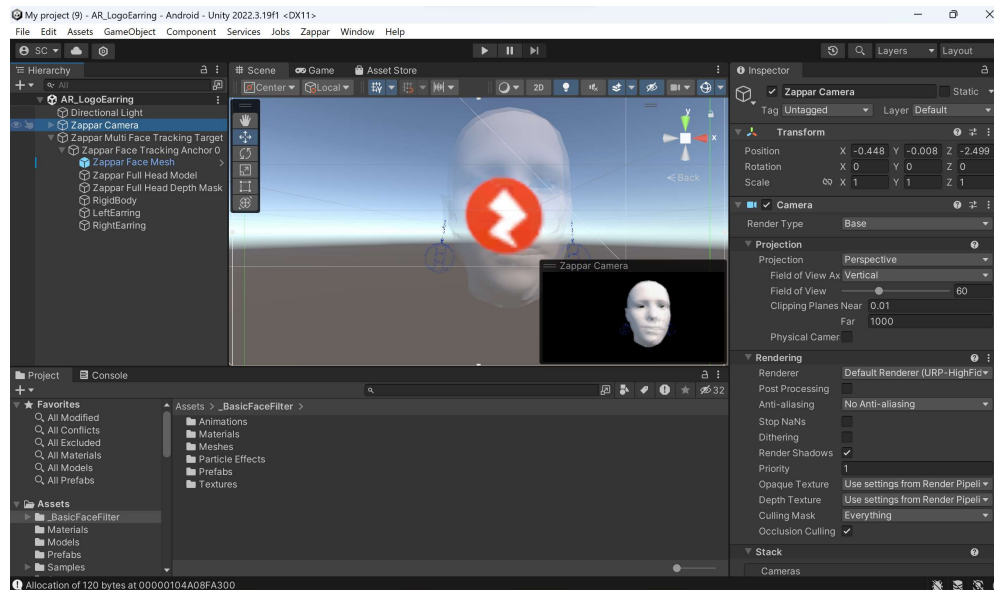 My project (9) - AR_LogoEarring - Android - Unity 2022.3.19f1 <DX11>
File Edit Assets GameObject Component Services Jobs Zappar Window Help
SC Layers Layout
Hierarchy
All
AR_LogoEarring
Directional Light
Zappar Camera
Zappar Multi Face Tracking Target
Zappar Face Tracking Anchor 0
Zappar Face Mesh
Zappar Full Head Model
Zappar Full Head Depth Mask
RigidBody
LeftEarring
RightEarring
Scene Game Asset Store
Center Local 2D
y
x
Back
Zappar Camera
Inspector
Zappar Camera Static
Tag Untagged Layer Default
Transform
Position X -0.448 Y -0.008 Z -2.499
Rotation X 0 Y 0 Z 0
Scale X 1 Y 1 Z 1
Camera
Render Type Base
Projection
Projection Perspective
Field of View Ax Vertical
Field of View 60
Clipping Planes Near 0.01
Far 1000
Physical Camer
Rendering
Renderer Default Renderer (URP-HighFid
Post Processing
Anti-aliasing No Anti-aliasing
Stop NaNs
Dithering
Render Shadows
Priority 1
Opaque Texture Use settings from Render Pipeli
Depth Texture Use settings from Render Pipeli
Culling Mask Everything
Occlusion Culling
Stack
Cameras
Project Console
32
Favorites
All Modified
All Conflicts
All Excluded
All Materials
All Models
All Prefabs
Assets
_BasicFaceFilter
Materials
Models
Prefabs
Samples
Assets > _BasicFaceFilter >
Animations
Materials
Meshes
Particle Effects
Prefabs
Textures
Allocation of 120 bytes at 00000104A08FA300